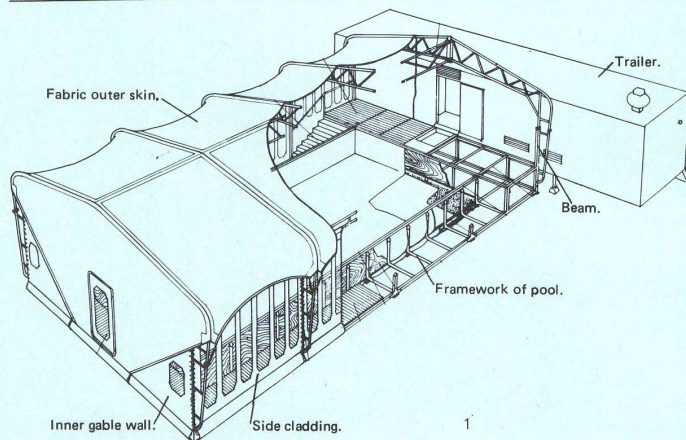 Trailer.
Fabric outer skin.
Beam.
Framework of pool.
Inner gable wall.
Side cladding.
1